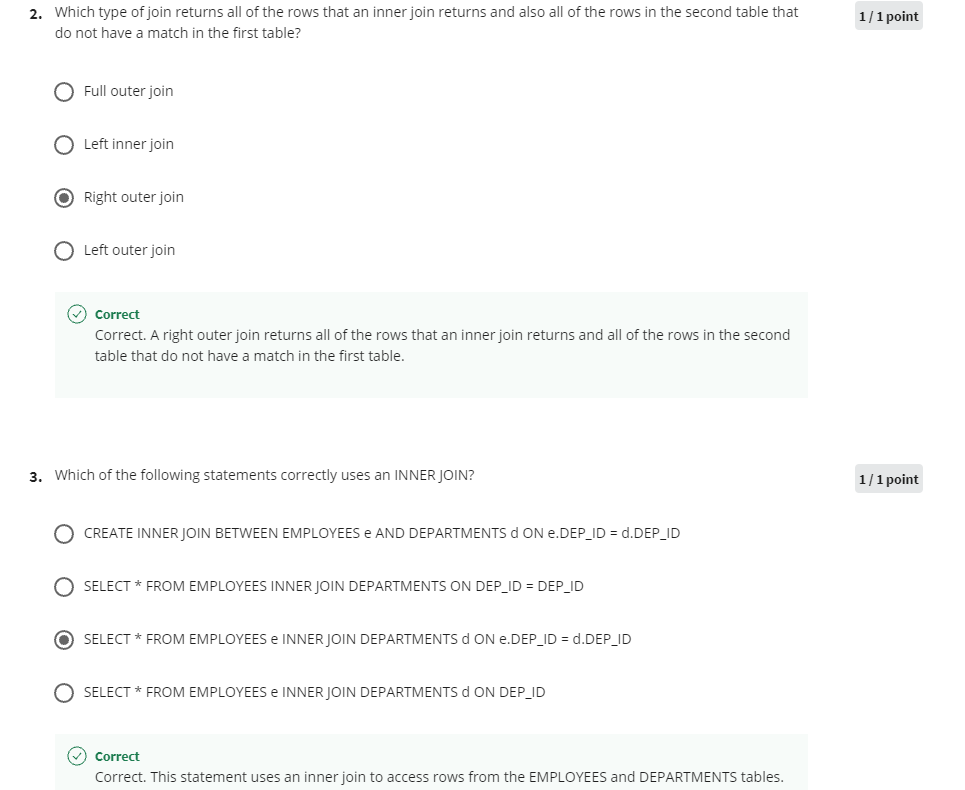 2. Which type of join returns all of the rows that an inner join returns and also all of the rows in the second table that
do not have a match in the first table?
1 / 1 point
Full outer join
Left inner join
Right outer join
Left outer join
Correct
Correct. A right outer join returns all of the rows that an inner join returns and all of the rows in the second
table that do not have a match in the first table.
3. Which of the following statements correctly uses an INNER JOIN?
1 / 1 point
CREATE INNER JOIN BETWEEN EMPLOYEES e AND DEPARTMENTS d ON e.DEP_ID = d.DEP_ID
SELECT * FROM EMPLOYEES INNER JOIN DEPARTMENTS ON DEP_ID = DEP_ID
SELECT * FROM EMPLOYEES e INNER JOIN DEPARTMENTS d ON e.DEP_ID = d.DEP_ID
SELECT * FROM EMPLOYEES e INNER JOIN DEPARTMENTS d ON DEP_ID
Correct
Correct. This statement uses an inner join to access rows from the EMPLOYEES and DEPARTMENTS tables.